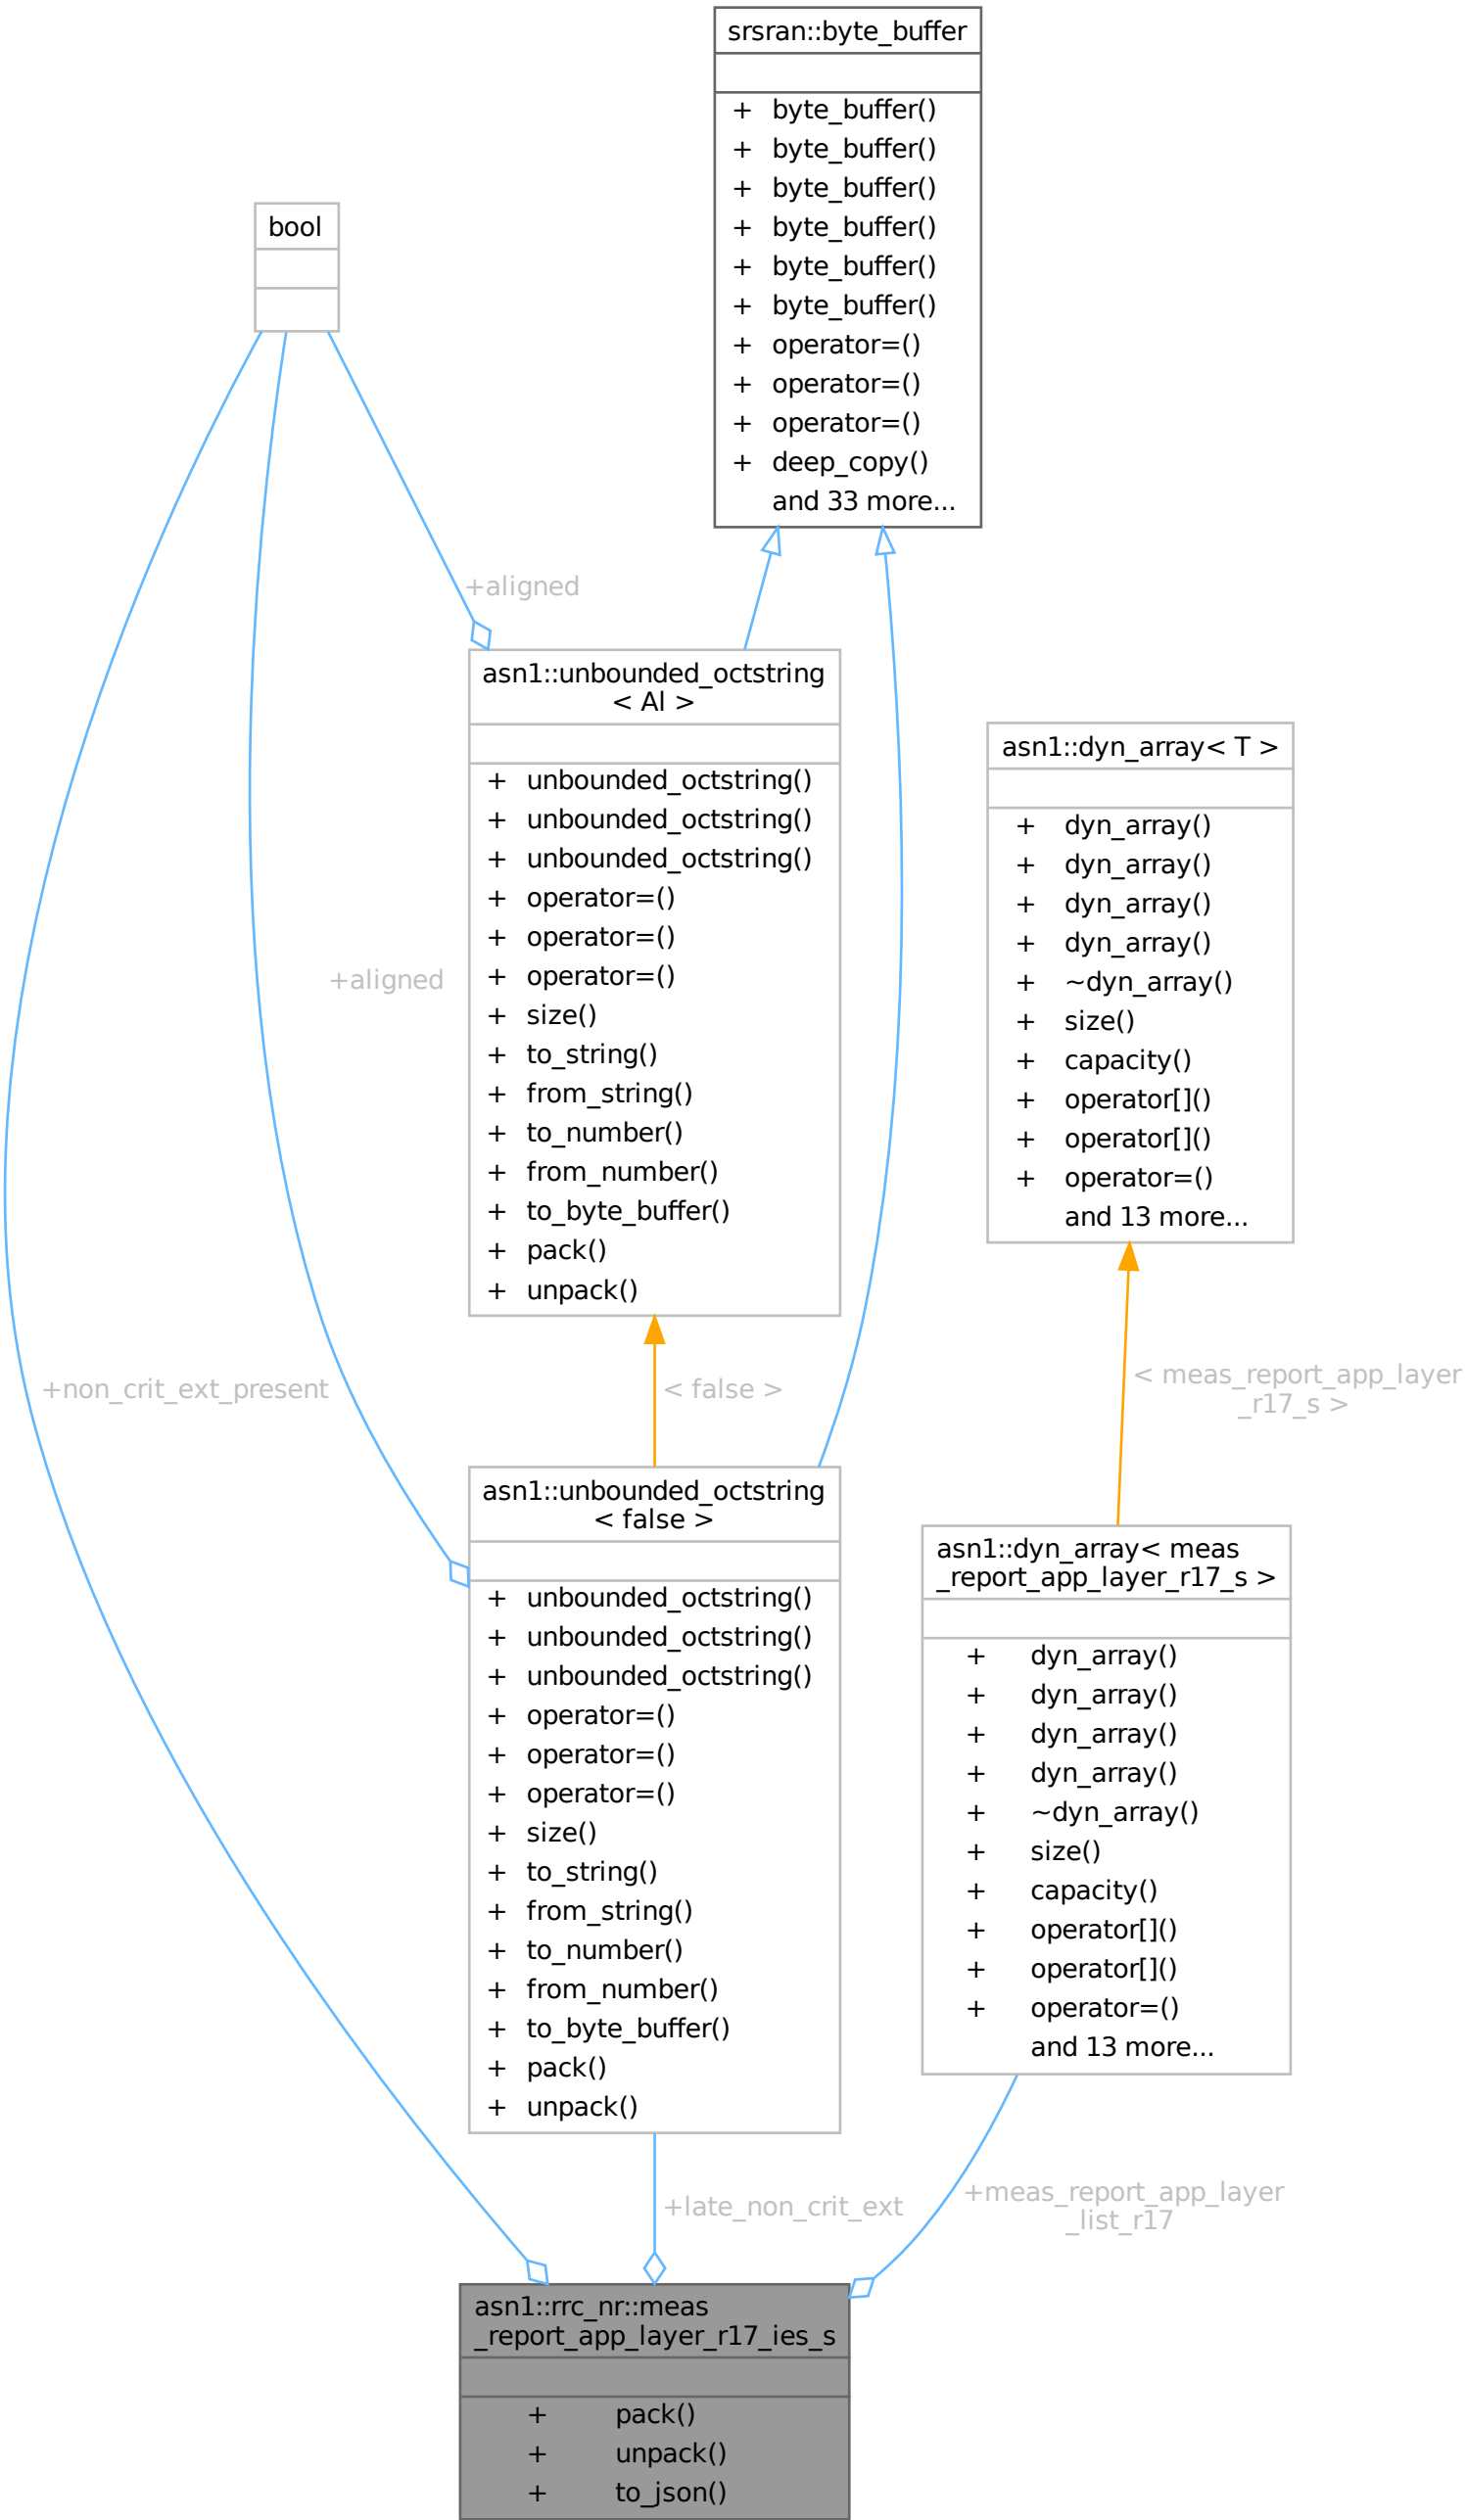 srsran::byte_buffer
+ byte_buffer()
+ byte_buffer()
+ byte_buffer()
+ byte_buffer()
+ byte_buffer()
+ byte_buffer()
+ operator=()
+ operator=()
+ operator=()
+ deep_copy()
and 33 more...
bool
+aligned
asn1::unbounded_octstring
< Al >
+ unbounded_octstring()
+ unbounded_octstring()
+ unbounded_octstring()
+ operator=()
+ operator=()
+ operator=()
+ size()
+ to_string()
+ from_string()
+ to_number()
+ from_number()
+ to_byte_buffer()
+ pack()
+ unpack()
asn1::dyn_array< T >
+ dyn_array()
+ dyn_array()
+ dyn_array()
+ dyn_array()
+ ~dyn_array()
+ size()
+ capacity()
+ operator[]()
+ operator[]()
+ operator=()
and 13 more...
+aligned
+non_crit_ext_present
< false >
< meas_report_app_layer
_r17_s >
asn1::unbounded_octstring
< false >
+ unbounded_octstring()
+ unbounded_octstring()
+ unbounded_octstring()
+ operator=()
+ operator=()
+ operator=()
+ size()
+ to_string()
+ from_string()
+ to_number()
+ from_number()
+ to_byte_buffer()
+ pack()
+ unpack()
asn1::dyn_array< meas
_report_app_layer_r17_s >
+ dyn_array()
+ dyn_array()
+ dyn_array()
+ dyn_array()
+ ~dyn_array()
+ size()
+ capacity()
+ operator[]()
+ operator[]()
+ operator=()
and 13 more...
+late_non_crit_ext
+meas_report_app_layer
_list_r17
asn1::rrc_nr::meas
_report_app_layer_r17_ies_s
+ pack()
+ unpack()
+ to_json()